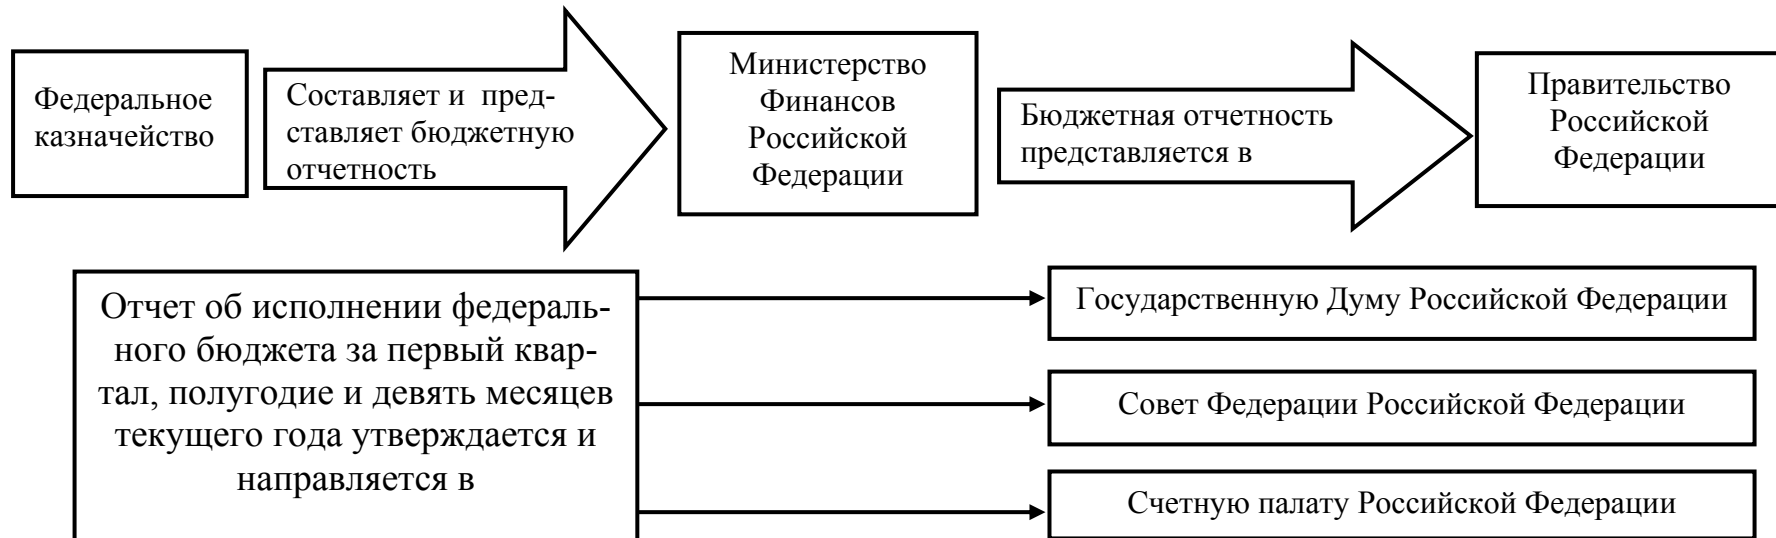 Федеральное
казначейство
Составляет и пред-
ставляет бюджетную
отчетность
Министерство
Финансов
Российской
Федерации
Бюджетная отчетность
представляется в
Правительство
Российской
Федерации
Отчет об исполнении федераль-
ного бюджета за первый квар-
тал, полугодие и девять месяцев
текущего года утверждается и
направляется в
Государственную Думу Российской Федерации
Совет Федерации Российской Федерации
Счетную палату Российской Федерации